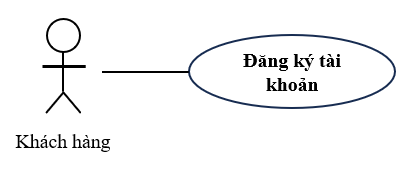 Đăng ký tài
khoản
Khách hàng